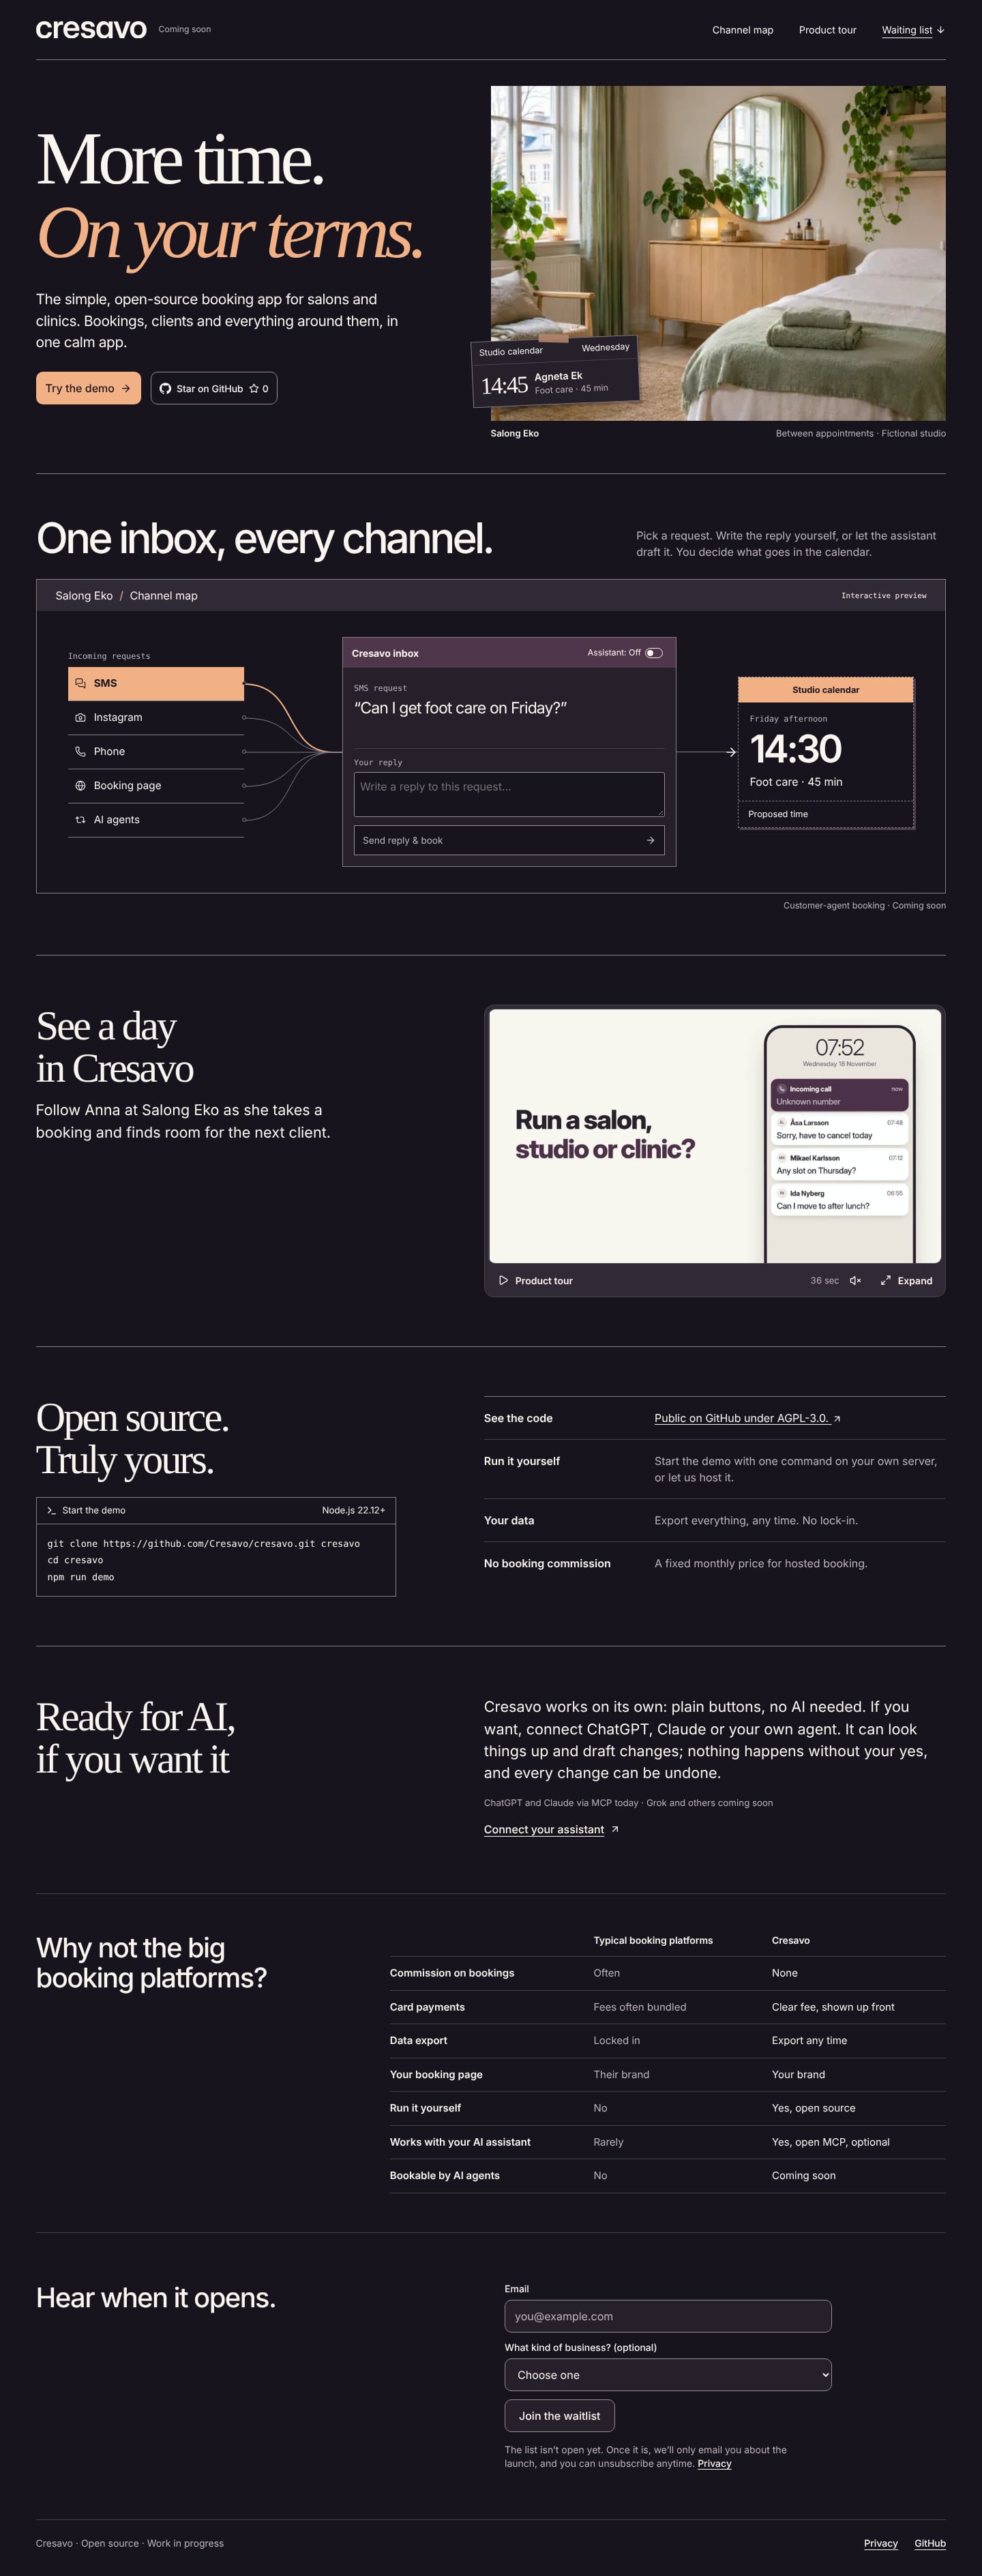 cresavo
Coming soon
Channel map
Product tour
Waiting list ↓
More time.
On your terms.
The simple, open-source booking app for salons and
clinics. Bookings, clients and everything around them, in
one calm app.
Try the demo →
Star on GitHub ☆ 0
Studio calendar
Wednesday
14:45
Agneta Ek
Foot care · 45 min
Salong Eko
Between appointments · Fictional studio
One inbox, every channel.
Pick a request. Write the reply yourself, or let the assistant
draft it. You decide what goes in the calendar.
Salong Eko / Channel map
Interactive preview
Incoming requests
SMS
Instagram
Phone
Booking page
AI agents
Cresavo inbox
Assistant: Off
SMS request
“Can I get foot care on Friday?”
Your reply
Write a reply to this request…
Send reply & book →
Studio calendar
Friday afternoon
14:30
Foot care · 45 min
Proposed time
Customer-agent booking · Coming soon
See a day
in Cresavo
Follow Anna at Salong Eko as she takes a
booking and finds room for the next client.
Run a salon,
studio or clinic?
07:52
Wednesday 18 November
Incoming call
now
Unknown number
Åsa Larsson
07:48
Sorry, have to cancel today
Mikael Karlsson
07:12
Any slot on Thursday?
Ida Nyberg
06:55
Can I move to after lunch?
Product tour
36 sec
Expand
Open source.
Truly yours.
Start the demo
Node.js 22.12+
git clone https://github.com/Cresavo/cresavo.git cresavo
cd cresavo
npm run demo
See the code
Public on GitHub under AGPL-3.0. ↗
Run it yourself
Start the demo with one command on your own server,
or let us host it.
Your data
Export everything, any time. No lock-in.
No booking commission
A fixed monthly price for hosted booking.
Ready for AI,
if you want it
Cresavo works on its own: plain buttons, no AI needed. If you
want, connect ChatGPT, Claude or your own agent. It can look
things up and draft changes; nothing happens without your yes,
and every change can be undone.
ChatGPT and Claude via MCP today · Grok and others coming soon
Connect your assistant ↗
Why not the big
booking platforms?
Typical booking platforms
Cresavo
Commission on bookings
Often
None
Card payments
Fees often bundled
Clear fee, shown up front
Data export
Locked in
Export any time
Your booking page
Their brand
Your brand
Run it yourself
No
Yes, open source
Works with your AI assistant
Rarely
Yes, open MCP, optional
Bookable by AI agents
No
Coming soon
Hear when it opens.
Email
you@example.com
What kind of business? (optional)
Choose one
Join the waitlist
The list isn’t open yet. Once it is, we’ll only email you about the
launch, and you can unsubscribe anytime. Privacy
Cresavo · Open source · Work in progress
Privacy
GitHub